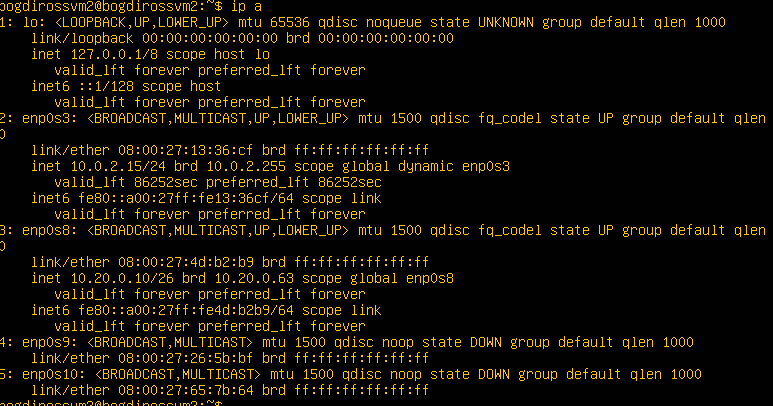 bogdirossvm2@bogdirossvm2:~$ ip a
1: lo: <LOOPBACK,UP,LOWER_UP> mtu 65536 qdisc noqueue state UNKNOWN group default qlen 1000
    link/loopback 00:00:00:00:00:00 brd 00:00:00:00:00:00
    inet 127.0.0.1/8 scope host lo
       valid_lft forever preferred_lft forever
    inet6 ::1/128 scope host
       valid_lft forever preferred_lft forever
2: enp0s3: <BROADCAST,MULTICAST,UP,LOWER_UP> mtu 1500 qdisc fq_codel state UP group default qlen
0
    link/ether 08:00:27:13:36:cf brd ff:ff:ff:ff:ff:ff
    inet 10.0.2.15/24 brd 10.0.2.255 scope global dynamic enp0s3
       valid_lft 86252sec preferred_lft 86252sec
    inet6 fe80::a00:27ff:fe13:36cf/64 scope link
       valid_lft forever preferred_lft forever
3: enp0s8: <BROADCAST,MULTICAST,UP,LOWER_UP> mtu 1500 qdisc fq_codel state UP group default qlen
0
    link/ether 08:00:27:4d:b2:b9 brd ff:ff:ff:ff:ff:ff
    inet 10.20.0.10/26 brd 10.20.0.63 scope global enp0s8
       valid_lft forever preferred_lft forever
    inet6 fe80::a00:27ff:fe4d:b2b9/64 scope link
       valid_lft forever preferred_lft forever
4: enp0s9: <BROADCAST,MULTICAST> mtu 1500 qdisc noop state DOWN group default qlen 1000
    link/ether 08:00:27:26:5b:bf brd ff:ff:ff:ff:ff:ff
5: enp0s10: <BROADCAST,MULTICAST> mtu 1500 qdisc noop state DOWN group default qlen 1000
    link/ether 08:00:27:65:7b:64 brd ff:ff:ff:ff:ff:ff
bogdirossvm2@bogdirossvm2:~$